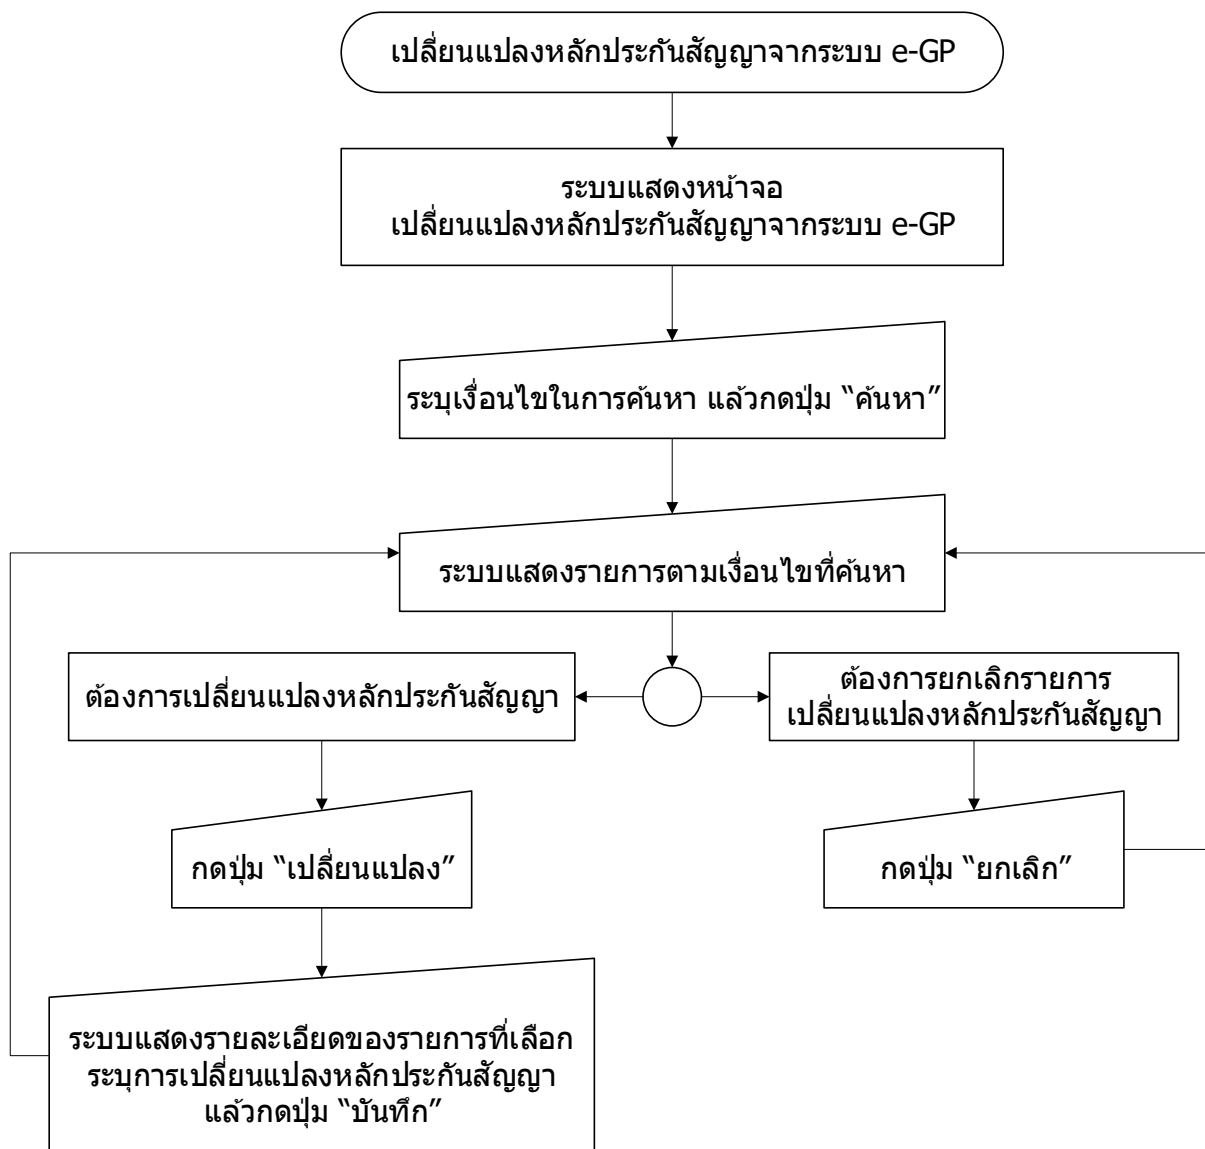 เปลี่ยนแปลงหลักประกันสัญญาจากระบบ e-GP
ระบบแสดงหน้าจอ
เปลี่ยนแปลงหลักประกันสัญญาจากระบบ e-GP
ระบุเงื่อนไขในการค้นหา แล้วกดปุ่ม “ค้นหา”
ระบบแสดงรายการตามเงื่อนไขที่ค้นหา
ต้องการเปลี่ยนแปลงหลักประกันสัญญา
ต้องการยกเลิกรายการ
เปลี่ยนแปลงหลักประกันสัญญา
กดปุ่ม “เปลี่ยนแปลง”
กดปุ่ม “ยกเลิก”
ระบบแสดงรายละเอียดของรายการที่เลือก
ระบุการเปลี่ยนแปลงหลักประกันสัญญา
แล้วกดปุ่ม “บันทึก”